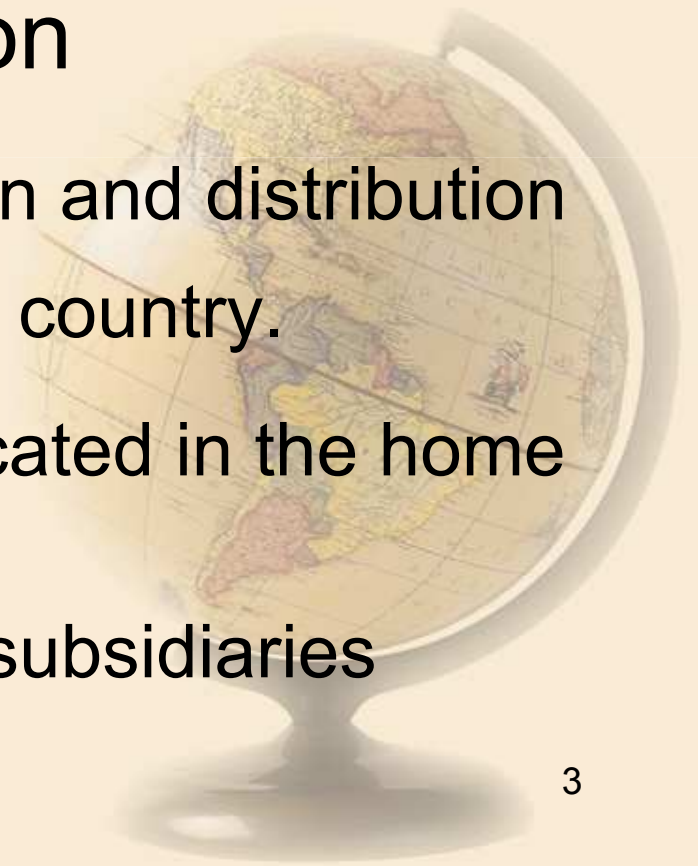 on
n and distribution
country.
cated in the home
subsidiaries
3